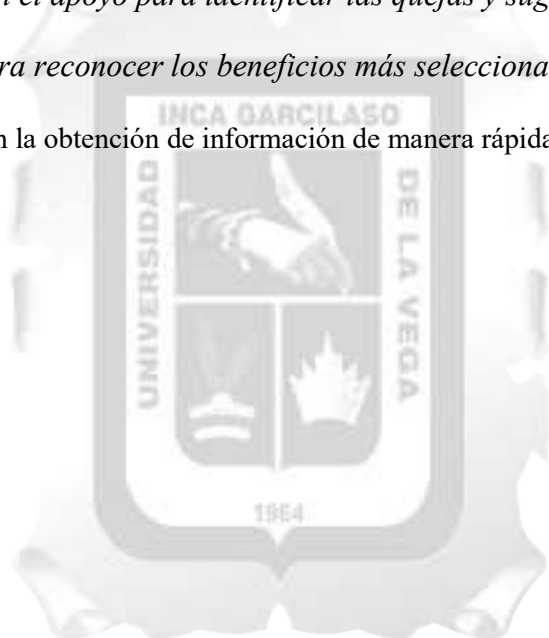 el apoyo para identificar las quejas y
reconocer los beneficios más
la obtención de información de manera rápida
INCA GARCILASO
UNIVERSIDAD
DE LA VEGA
1964